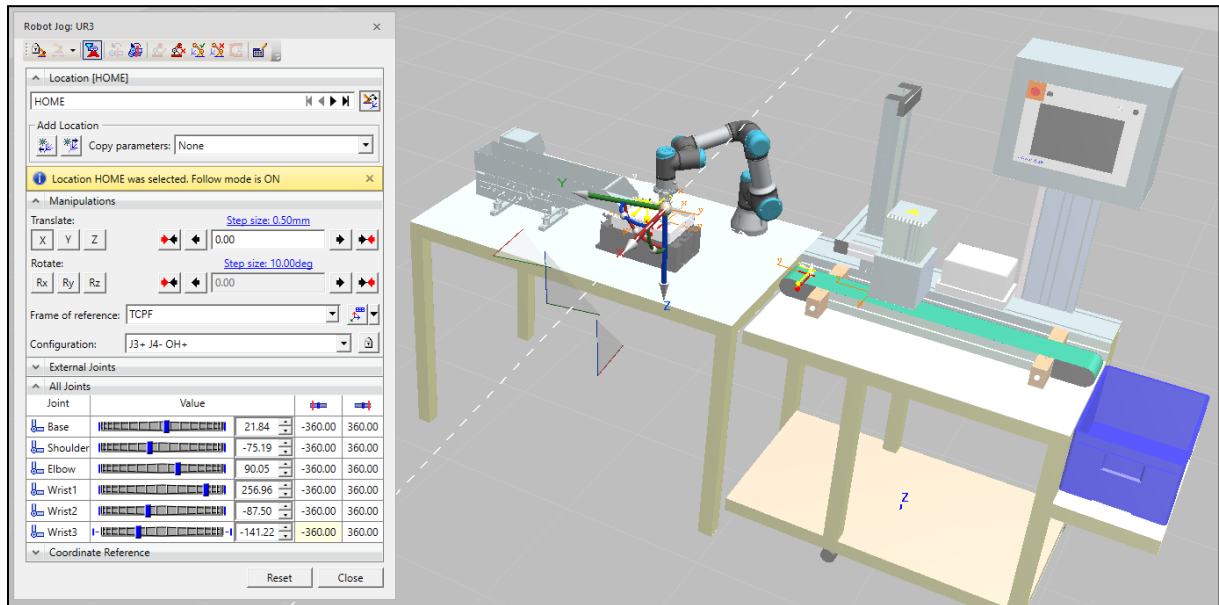 Robot Jog: UR3
Location [HOME]
HOME
Add Location
Copy parameters: None
Location HOME was selected. Follow mode is ON
Manipulations
Translate: Step size: 0.50mm
X Y Z 0.00
Rotate: Step size: 10.00deg
Rx Ry Rz 0.00
Frame of reference: TCPF
Configuration: J3+ J4- OH+
External Joints
All Joints
Joint Value
Base 21.84 -360.00 360.00
Shoulder -75.19 -360.00 360.00
Elbow 90.05 -360.00 360.00
Wrist1 256.96 -360.00 360.00
Wrist2 -87.50 -360.00 360.00
Wrist3 -141.22 -360.00 360.00
Coordinate Reference
Reset Close
Y
X
Z
Z